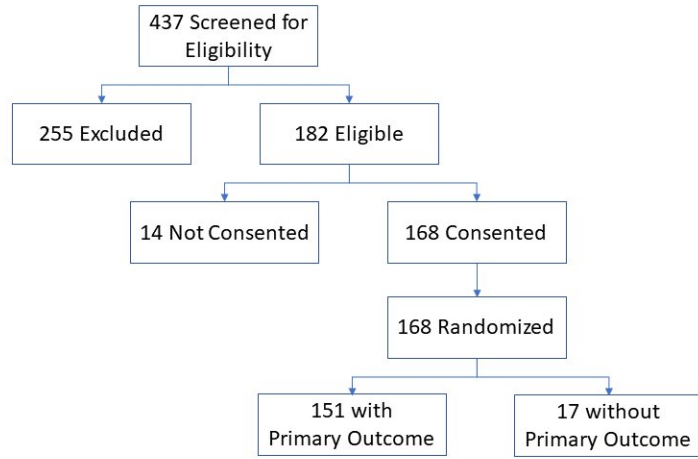 437 Screened for
Eligibility
255 Excluded
182 Eligible
14 Not Consented
168 Consented
168 Randomized
151 with
Primary Outcome
17 without
Primary Outcome